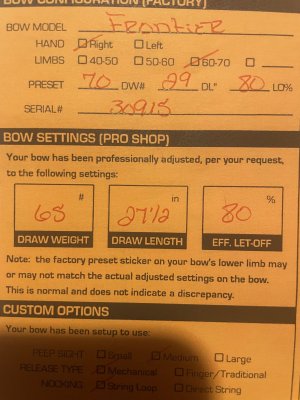 BOW CONFIGURATION (FACTORY)
BOW MODEL Frontier
HAND ☑ Right ☐ Left
LIMBS ☐ 40-50 ☐ 50-60 ☑ 60-70 ☐
PRESET 70 DW# 29 DL" 80 LO%
SERIAL# 30915
BOW SETTINGS (PRO SHOP)
Your bow has been professionally adjusted, per your request,
to the following settings:
# in %
65 27 1/2 80
DRAW WEIGHT DRAW LENGTH EFF. LET-OFF
Note: the factory preset sticker on your bow's lower limb may
or may not match the actual adjusted settings on the bow.
This is normal and does not indicate a discrepancy.
CUSTOM OPTIONS
Your bow has been setup to use:
PEEP SIGHT ☐ Small ☑ Medium ☐ Large
RELEASE TYPE ☑ Mechanical ☐ Finger/Traditional
NOCKING ☑ String Loop ☐ Direct String